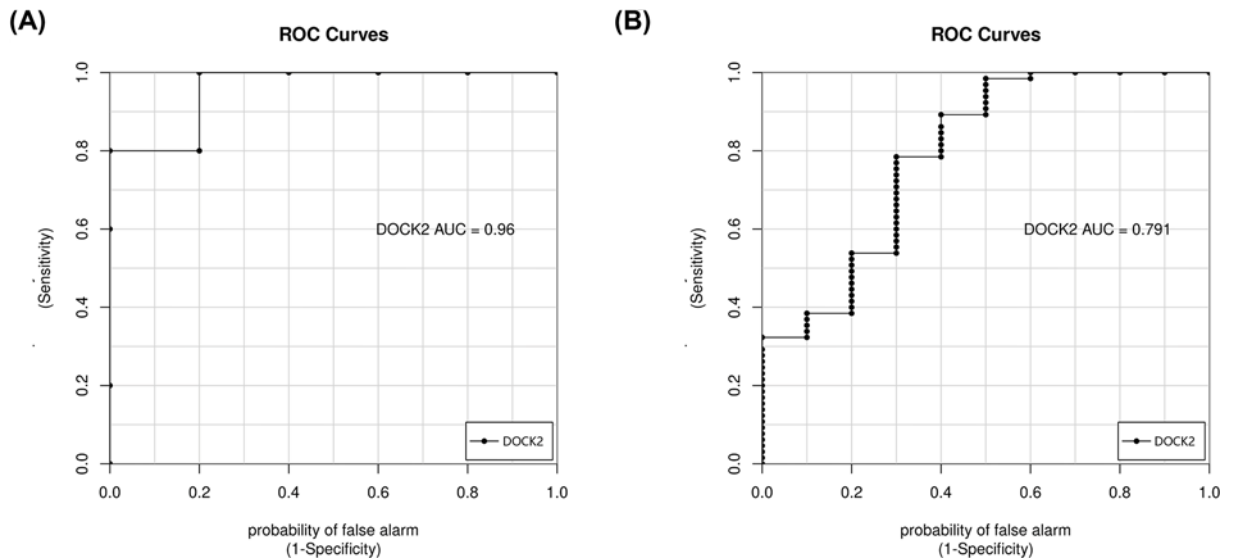 (A)
ROC Curves
1.0
0.8
0.6
0.4
0.2
0.0
(Sensitivity)
DOCK2 AUC = 0.96
DOCK2
0.0 0.2 0.4 0.6 0.8 1.0
probability of false alarm
(1-Specificity)
(B)
ROC Curves
1.0
0.8
0.6
0.4
0.2
0.0
(Sensitivity)
DOCK2 AUC = 0.791
DOCK2
0.0 0.2 0.4 0.6 0.8 1.0
probability of false alarm
(1-Specificity)